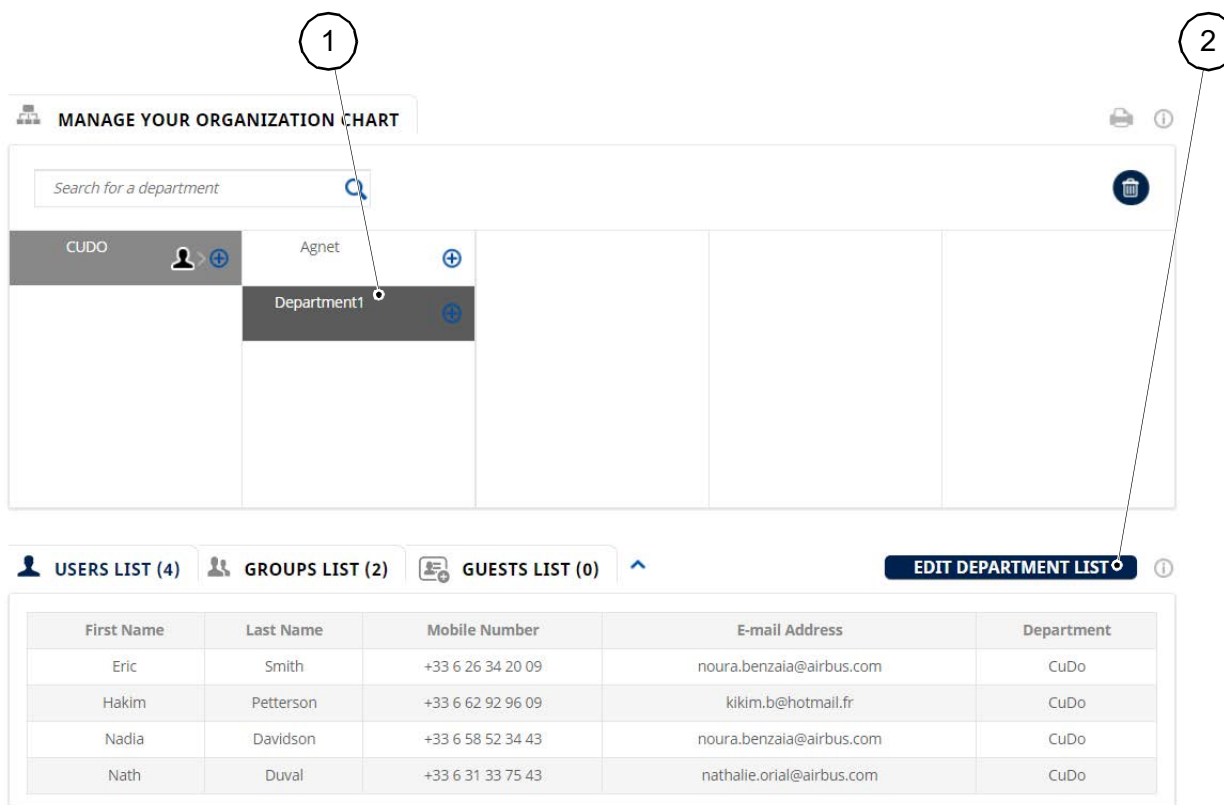 1
2
MANAGE YOUR ORGANIZATION CHART
Search for a department
CUDO
Agnet
Department1
USERS LIST (4)
GROUPS LIST (2)
GUESTS LIST (0)
EDIT DEPARTMENT LIST
First Name Last Name Mobile Number E-mail Address Department
Eric Smith +33 6 26 34 20 09 noura.benzaia@airbus.com CuDo
Hakim Petterson +33 6 62 92 96 09 kikim.b@hotmail.fr CuDo
Nadia Davidson +33 6 58 52 34 43 noura.benzaia@airbus.com CuDo
Nath Duval +33 6 31 33 75 43 nathalie.orial@airbus.com CuDo